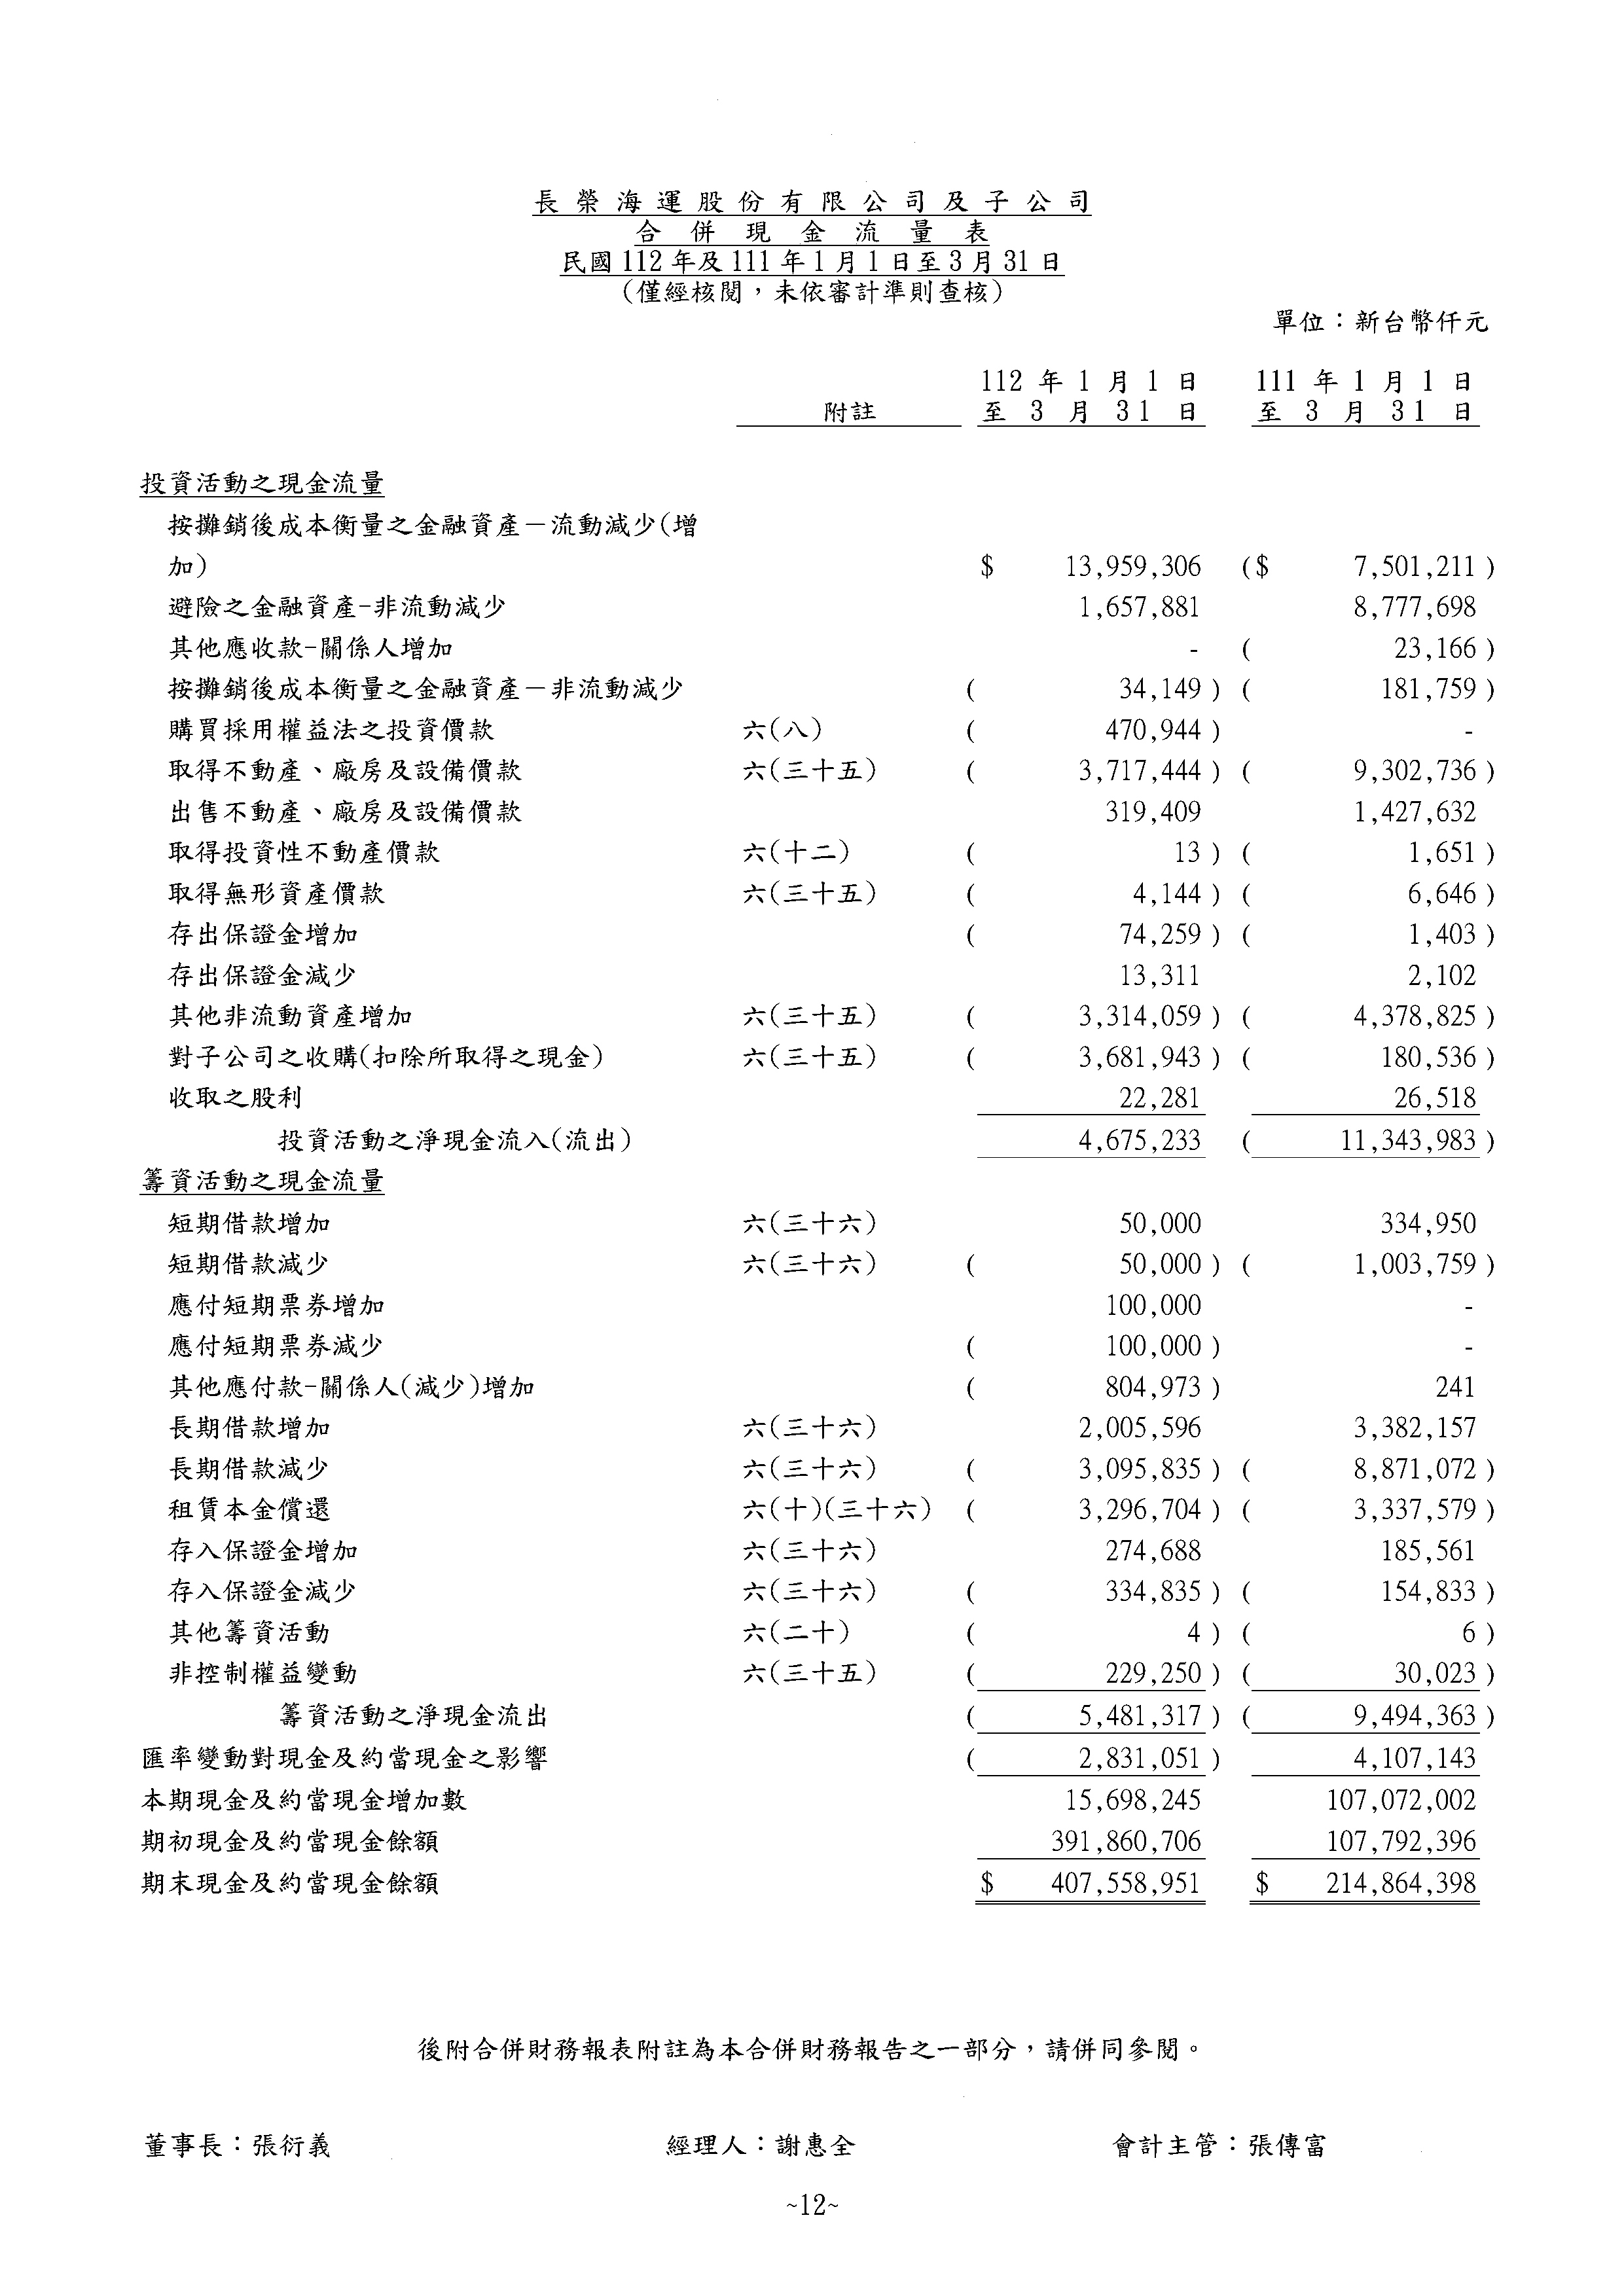 長榮海運股份有限公司及子公司
合併現金流量表
民國112年及111年1月1日至3月31日
(僅經核閱，未依審計準則查核)
單位：新台幣仟元
112年1月1日 111年1月1日
附註 至3月31日 至3月31日
投資活動之現金流量
按攤銷後成本衡量之金融資產－流動減少(增
加) $ 13,959,306 ($ 7,501,211)
避險之金融資產-非流動減少 1,657,881 8,777,698
其他應收款-關係人增加 - ( 23,166)
按攤銷後成本衡量之金融資產－非流動減少 ( 34,149) ( 181,759)
購買採用權益法之投資價款 六(八) ( 470,944) -
取得不動產、廠房及設備價款 六(三十五) ( 3,717,444) ( 9,302,736)
出售不動產、廠房及設備價款 319,409 1,427,632
取得投資性不動產價款 六(十二) ( 13) ( 1,651)
取得無形資產價款 六(三十五) ( 4,144) ( 6,646)
存出保證金增加 ( 74,259) ( 1,403)
存出保證金減少 13,311 2,102
其他非流動資產增加 六(三十五) ( 3,314,059) ( 4,378,825)
對子公司之收購(扣除所取得之現金) 六(三十五) ( 3,681,943) ( 180,536)
收取之股利 22,281 26,518
投資活動之淨現金流入(流出) 4,675,233 ( 11,343,983)
籌資活動之現金流量
短期借款增加 六(三十六) 50,000 334,950
短期借款減少 六(三十六) ( 50,000) ( 1,003,759)
應付短期票券增加 100,000 -
應付短期票券減少 ( 100,000) -
其他應付款-關係人(減少)增加 ( 804,973) 241
長期借款增加 六(三十六) 2,005,596 3,382,157
長期借款減少 六(三十六) ( 3,095,835) ( 8,871,072)
租賃本金償還 六(十)(三十六) ( 3,296,704) ( 3,337,579)
存入保證金增加 六(三十六) 274,688 185,561
存入保證金減少 六(三十六) ( 334,835) ( 154,833)
其他籌資活動 六(二十) ( 4) ( 6)
非控制權益變動 六(三十五) ( 229,250) ( 30,023)
籌資活動之淨現金流出 ( 5,481,317) ( 9,494,363)
匯率變動對現金及約當現金之影響 ( 2,831,051) 4,107,143
本期現金及約當現金增加數 15,698,245 107,072,002
期初現金及約當現金餘額 391,860,706 107,792,396
期末現金及約當現金餘額 $ 407,558,951 $ 214,864,398
後附合併財務報表附註為本合併財務報告之一部分，請併同參閱。
董事長：張衍義 經理人：謝惠全 會計主管：張傳富
~12~